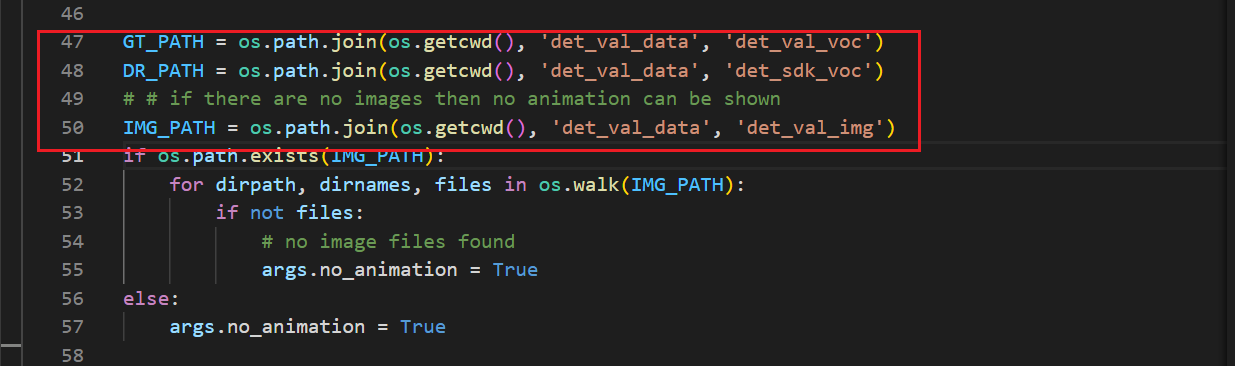 46
47 GT_PATH = os.path.join(os.getcwd(), 'det_val_data', 'det_val_voc')
48 DR_PATH = os.path.join(os.getcwd(), 'det_val_data', 'det_sdk_voc')
49 # # if there are no images then no animation can be shown
50 IMG_PATH = os.path.join(os.getcwd(), 'det_val_data', 'det_val_img')
51 if os.path.exists(IMG_PATH):
52     for dirpath, dirnames, files in os.walk(IMG_PATH):
53         if not files:
54             # no image files found
55             args.no_animation = True
56 else:
57     args.no_animation = True
58